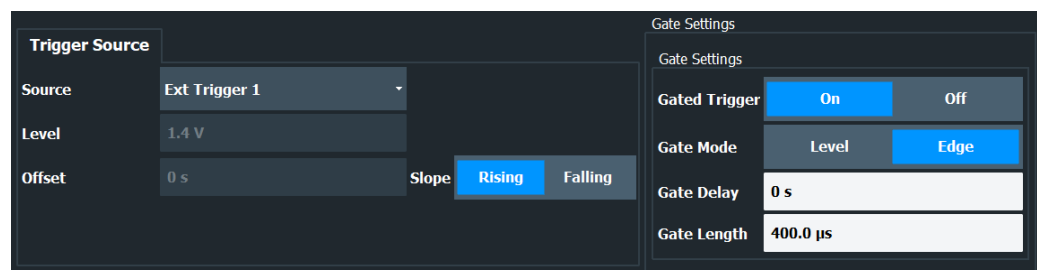 Trigger Source
Source Ext Trigger 1
Level 1.4 V
Offset 0 s Slope Rising Falling
Gate Settings
Gate Settings
Gated Trigger On Off
Gate Mode Level Edge
Gate Delay 0 s
Gate Length 400.0 µs